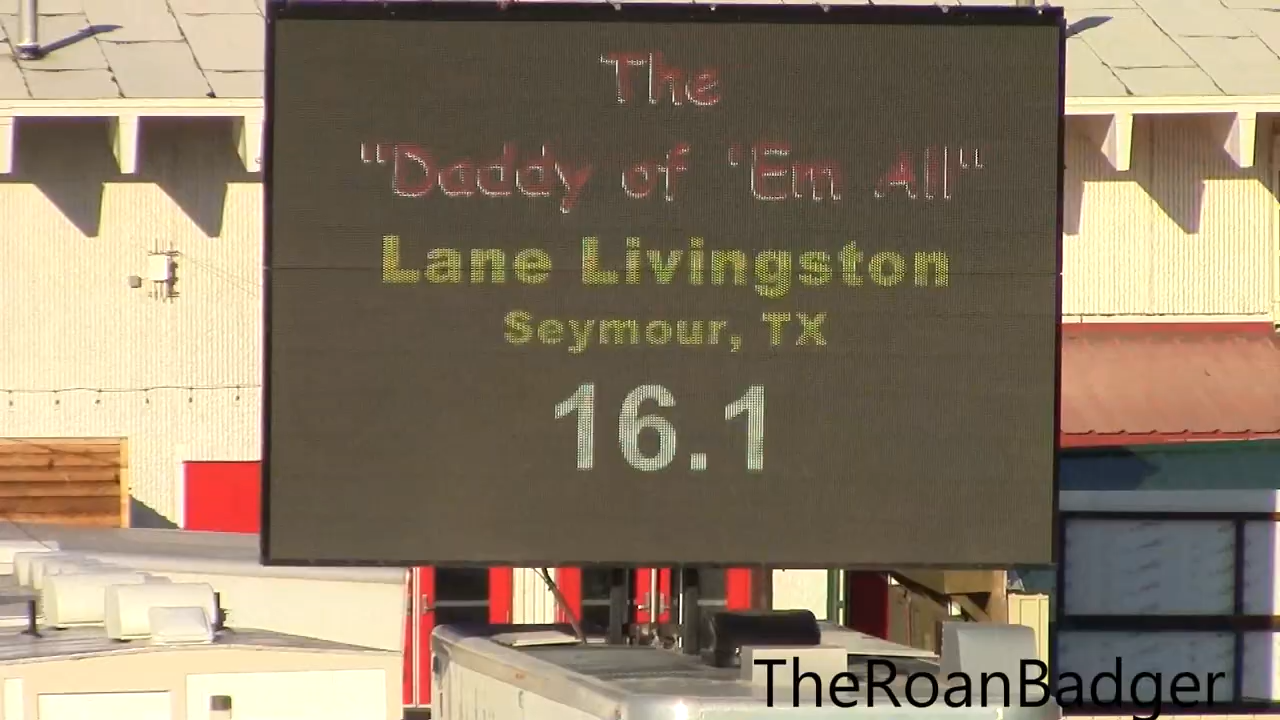 The
"Daddy of 'Em All"
Lane Livingston
Seymour, TX
16.1
TheRoanBadger